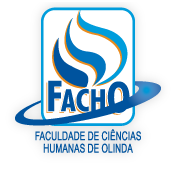 FACHO
FACULDADE DE CIÊNCIAS
HUMANAS DE OLINDA